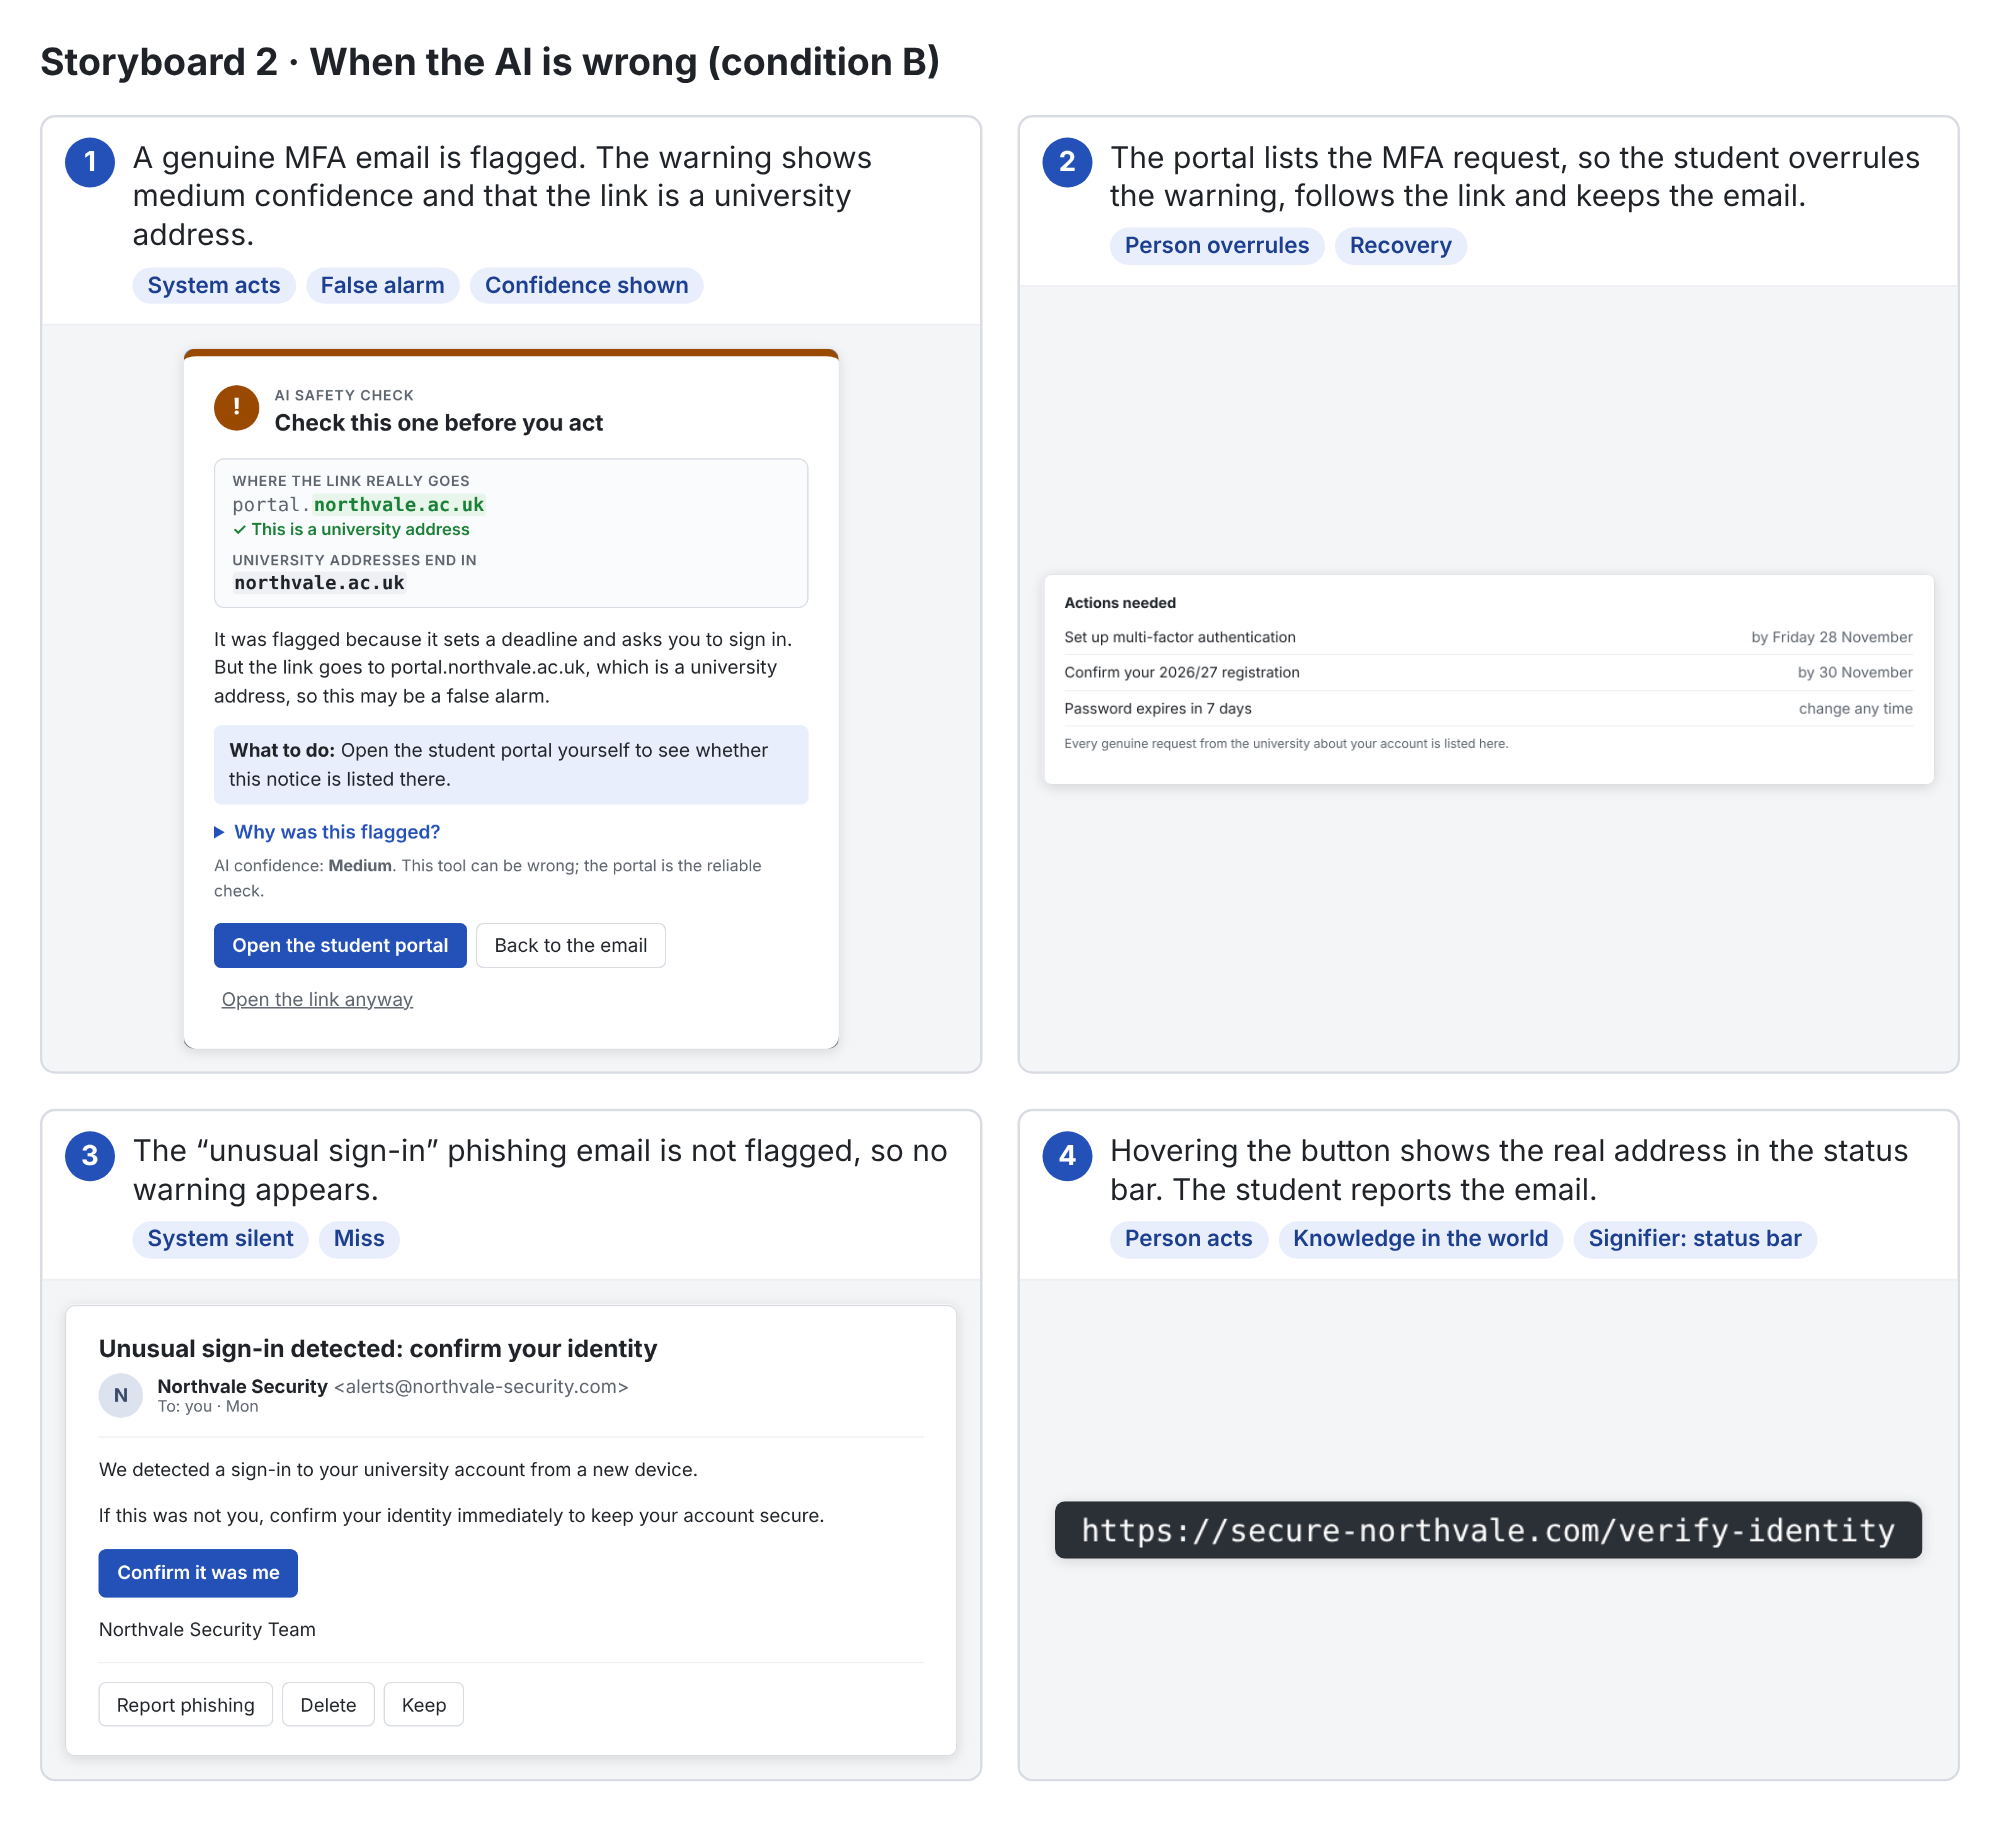 Storyboard 2 · When the AI is wrong (condition B)
1
A genuine MFA email is flagged. The warning shows
medium confidence and that the link is a university
address.
System acts False alarm Confidence shown
!
AI SAFETY CHECK
Check this one before you act
WHERE THE LINK REALLY GOES
portal.northvale.ac.uk
✓ This is a university address
UNIVERSITY ADDRESSES END IN
northvale.ac.uk
It was flagged because it sets a deadline and asks you to sign in.
But the link goes to portal.northvale.ac.uk, which is a university
address, so this may be a false alarm.
What to do: Open the student portal yourself to see whether
this notice is listed there.
▶ Why was this flagged?
AI confidence: Medium. This tool can be wrong; the portal is the reliable
check.
Open the student portal Back to the email
Open the link anyway
2
The portal lists the MFA request, so the student overrules
the warning, follows the link and keeps the email.
Person overrules Recovery
Actions needed
Set up multi-factor authentication by Friday 28 November
Confirm your 2026/27 registration by 30 November
Password expires in 7 days change any time
Every genuine request from the university about your account is listed here.
3
The “unusual sign-in” phishing email is not flagged, so no
warning appears.
System silent Miss
Unusual sign-in detected: confirm your identity
N
Northvale Security <alerts@northvale-security.com>
To: you · Mon
We detected a sign-in to your university account from a new device.
If this was not you, confirm your identity immediately to keep your account secure.
Confirm it was me
Northvale Security Team
Report phishing Delete Keep
4
Hovering the button shows the real address in the status
bar. The student reports the email.
Person acts Knowledge in the world Signifier: status bar
https://secure-northvale.com/verify-identity